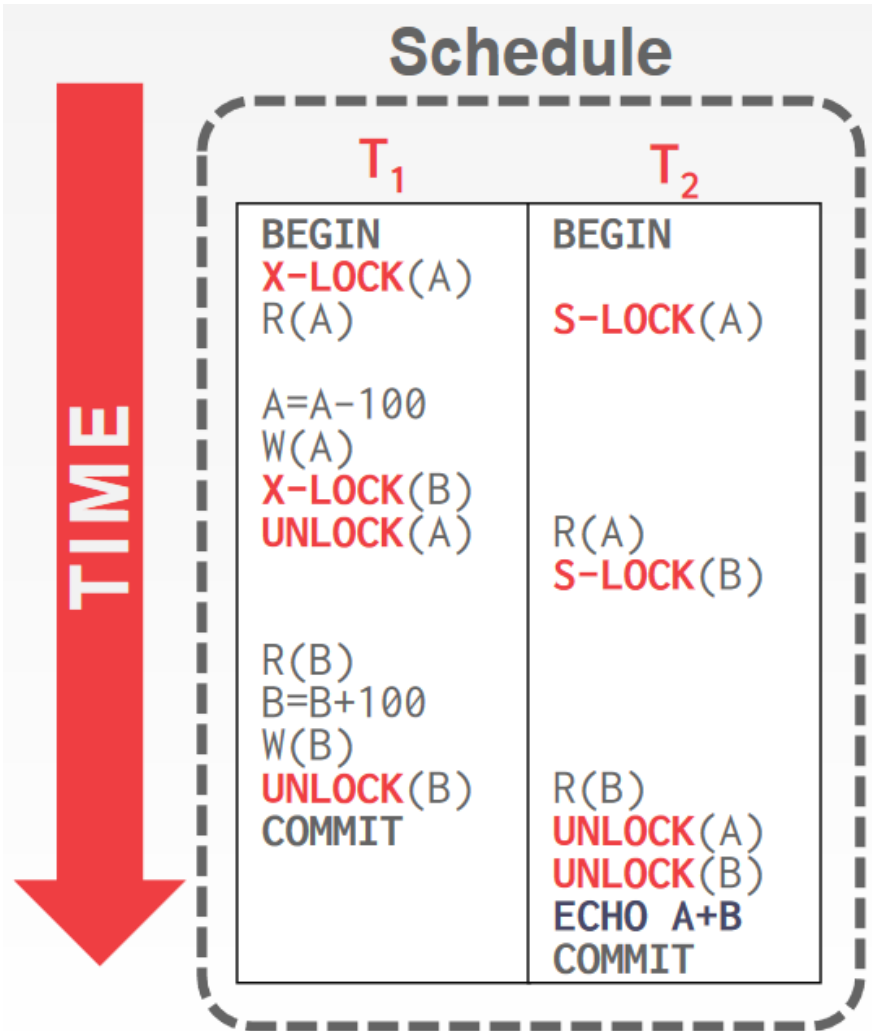 Schedule
TIME
T1 T2
BEGIN BEGIN
X-LOCK(A)
R(A) S-LOCK(A)
A=A-100
W(A)
X-LOCK(B)
UNLOCK(A) R(A)
S-LOCK(B)
R(B)
B=B+100
W(B)
UNLOCK(B) R(B)
COMMIT UNLOCK(A)
UNLOCK(B)
ECHO A+B
COMMIT